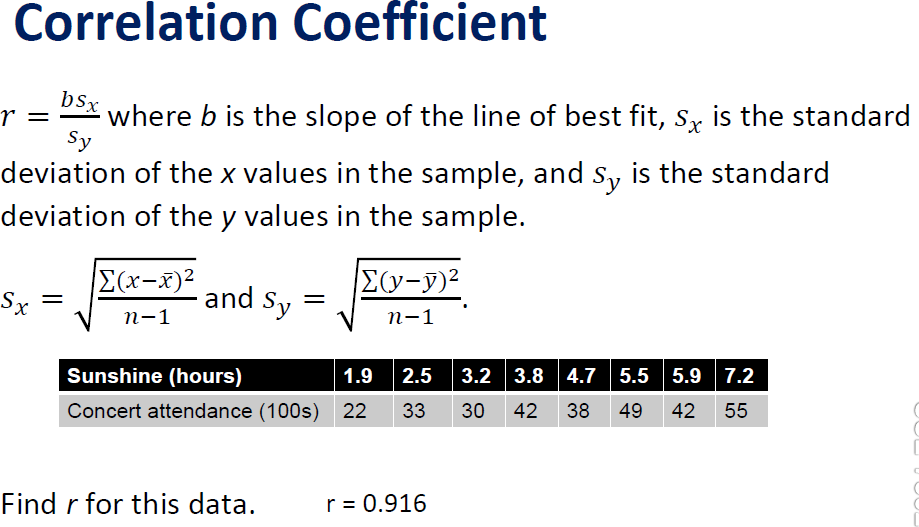 Correlation Coefficient
r = bsₓ/sᵧ where b is the slope of the line of best fit, sₓ is the standard
deviation of the x values in the sample, and sᵧ is the standard
deviation of the y values in the sample.
sₓ = √(∑(x−x̄)²/(n−1)) and sᵧ = √(∑(y−ȳ)²/(n−1)).
Sunshine (hours) 1.9 2.5 3.2 3.8 4.7 5.5 5.9 7.2
Concert attendance (100s) 22 33 30 42 38 49 42 55
Find r for this data. r = 0.916